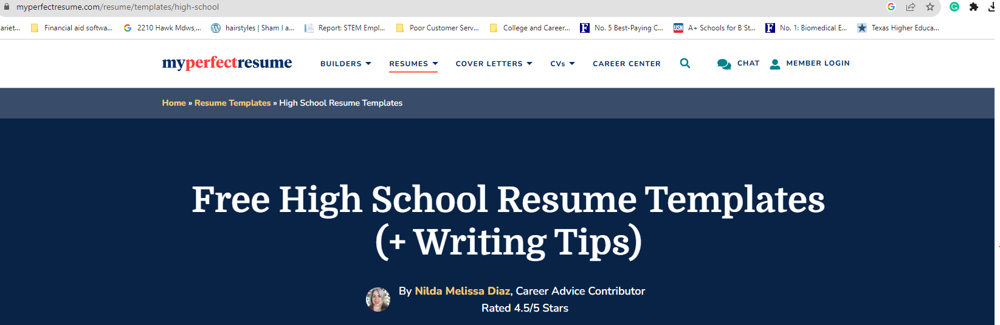 myperfectresume.com/resume/templates/high-school
ariet... Financial aid softwa... 2210 Hawk Mdws,... hairstyles | Sham I a... Report: STEM Empl... Poor Customer Serv... College and Career... F No. 5 Best-Paying C... USN A+ Schools for B St... F No. 1: Biomedical E... Texas Higher Educa...
myperfectresume BUILDERS RESUMES COVER LETTERS CVs CAREER CENTER CHAT MEMBER LOGIN
Home » Resume Templates » High School Resume Templates
Free High School Resume Templates
(+ Writing Tips)
By Nilda Melissa Diaz, Career Advice Contributor
Rated 4.5/5 Stars